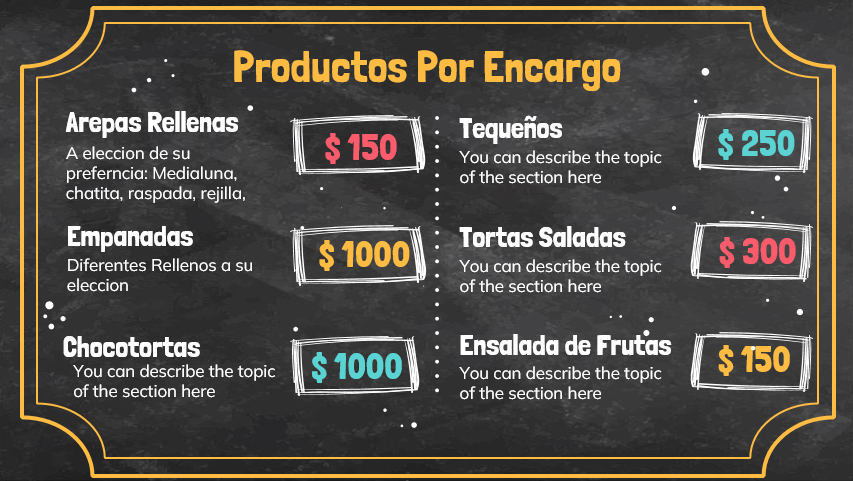 Productos Por Encargo
Arepas Rellenas
$ 150
A eleccion de su
preferncia: Medialuna,
chatita, raspada, rejilla,
Empanadas
$ 1000
Diferentes Rellenos a su
eleccion
Chocotortas
$ 1000
You can describe the topic
of the section here
Tequeños
$ 250
You can describe the topic
of the section here
Tortas Saladas
$ 300
You can describe the topic
of the section here
Ensalada de Frutas
$ 150
You can describe the topic
of the section here